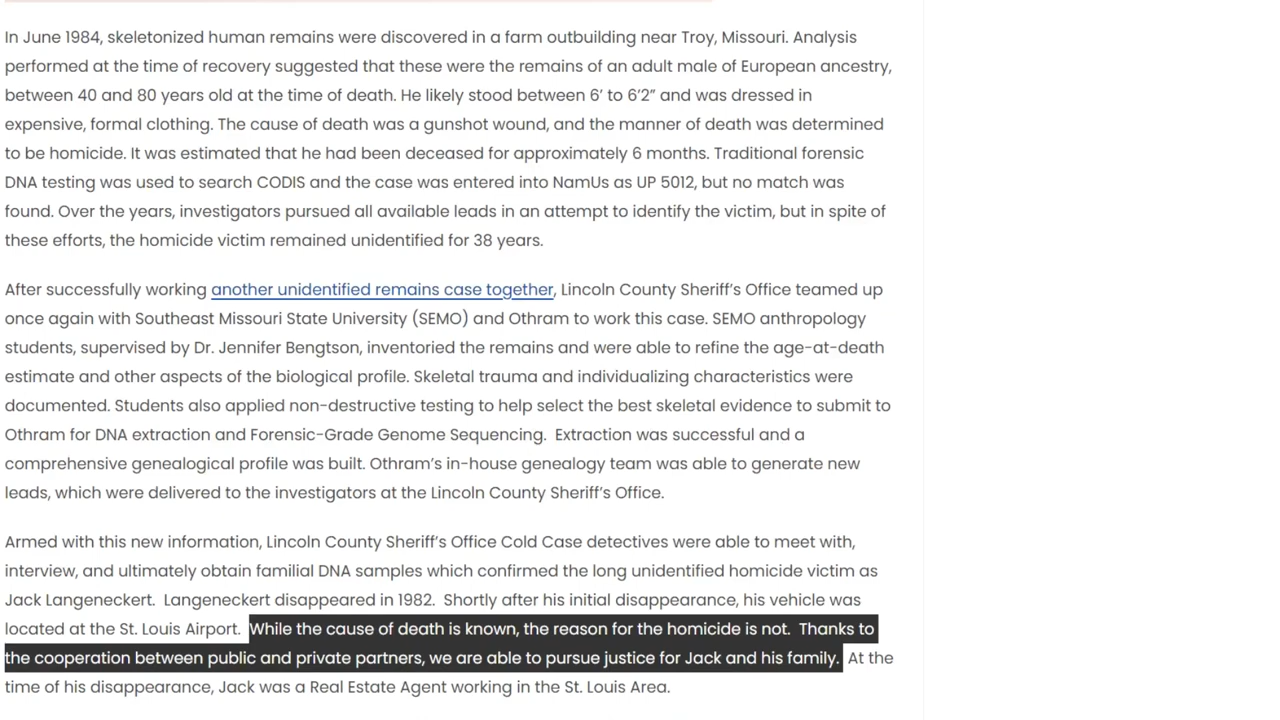 In June 1984, skeletonized human remains were discovered in a farm outbuilding near Troy, Missouri. Analysis
performed at the time of recovery suggested that these were the remains of an adult male of European ancestry,
between 40 and 80 years old at the time of death. He likely stood between 6’ to 6’2” and was dressed in
expensive, formal clothing. The cause of death was a gunshot wound, and the manner of death was determined
to be homicide. It was estimated that he had been deceased for approximately 6 months. Traditional forensic
DNA testing was used to search CODIS and the case was entered into NamUs as UP 5012, but no match was
found. Over the years, investigators pursued all available leads in an attempt to identify the victim, but in spite of
these efforts, the homicide victim remained unidentified for 38 years.
After successfully working another unidentified remains case together, Lincoln County Sheriff’s Office teamed up
once again with Southeast Missouri State University (SEMO) and Othram to work this case. SEMO anthropology
students, supervised by Dr. Jennifer Bengtson, inventoried the remains and were able to refine the age-at-death
estimate and other aspects of the biological profile. Skeletal trauma and individualizing characteristics were
documented. Students also applied non-destructive testing to help select the best skeletal evidence to submit to
Othram for DNA extraction and Forensic-Grade Genome Sequencing.  Extraction was successful and a
comprehensive genealogical profile was built. Othram’s in-house genealogy team was able to generate new
leads, which were delivered to the investigators at the Lincoln County Sheriff’s Office.
Armed with this new information, Lincoln County Sheriff’s Office Cold Case detectives were able to meet with,
interview, and ultimately obtain familial DNA samples which confirmed the long unidentified homicide victim as
Jack Langeneckert.  Langeneckert disappeared in 1982.  Shortly after his initial disappearance, his vehicle was
located at the St. Louis Airport.  While the cause of death is known, the reason for the homicide is not.  Thanks to
the cooperation between public and private partners, we are able to pursue justice for Jack and his family.  At the
time of his disappearance, Jack was a Real Estate Agent working in the St. Louis Area.